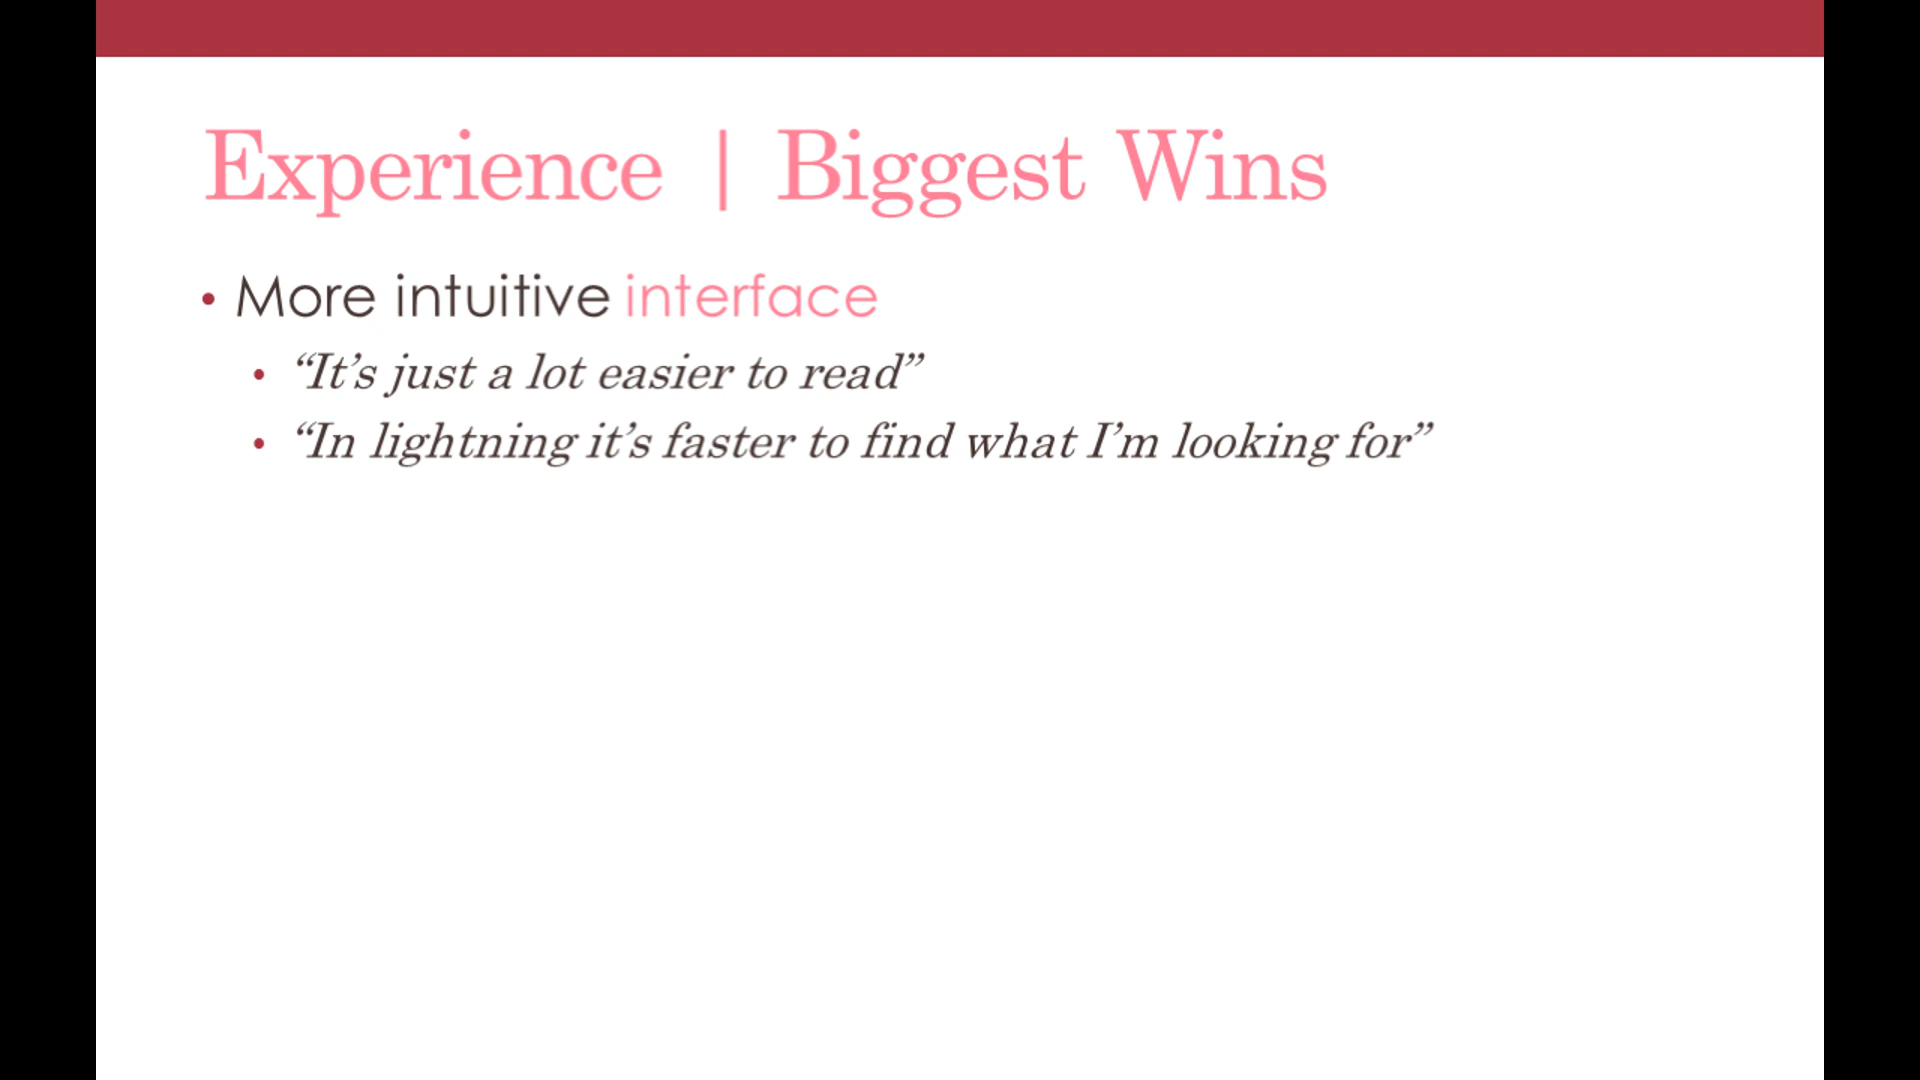 Experience | Biggest Wins
• More intuitive interface
• “It’s just a lot easier to read”
• “In lightning it’s faster to find what I’m looking for”